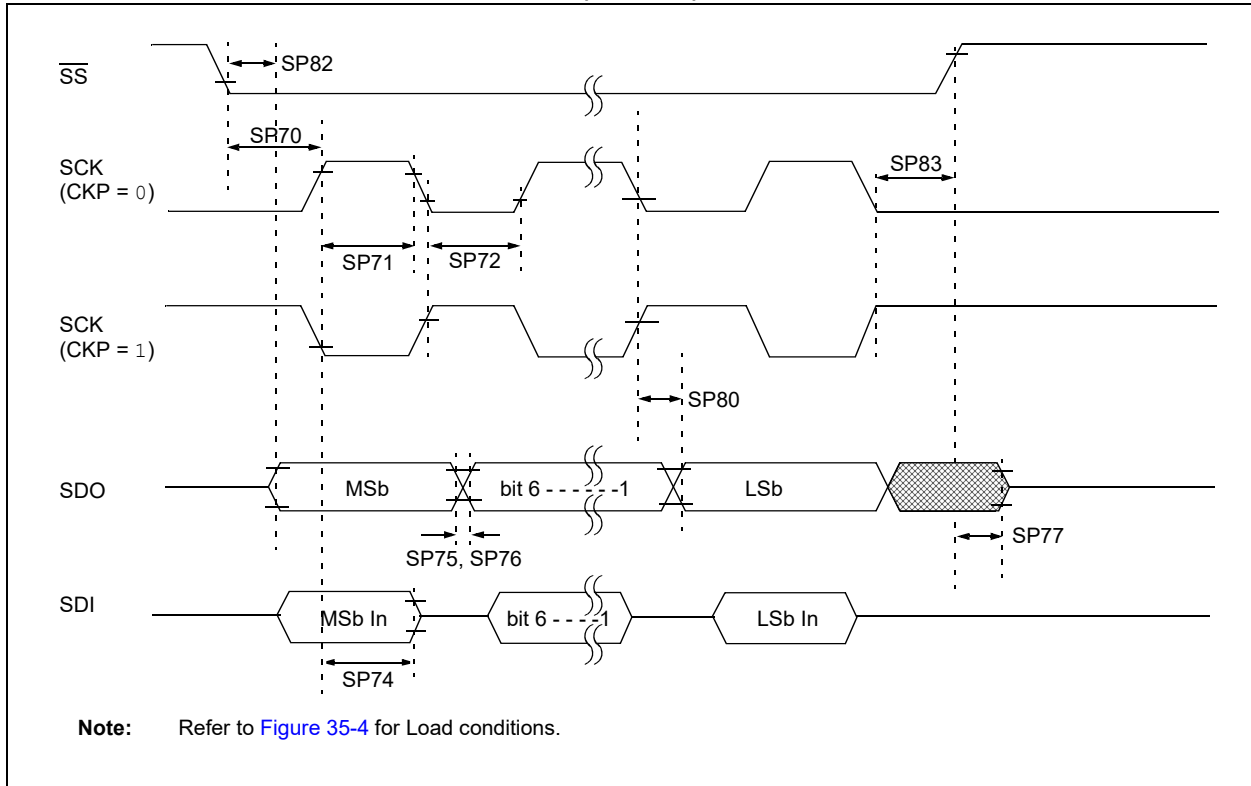 SS
SP82
SP70
SCK
(CKP = 0)
SP83
SP71
SP72
SCK
(CKP = 1)
SP80
SDO
MSb
bit 6 - - - - - -1
LSb
SP75, SP76
SP77
SDI
MSb In
bit 6 - - - -1
LSb In
SP74
Note: Refer to Figure 35-4 for Load conditions.